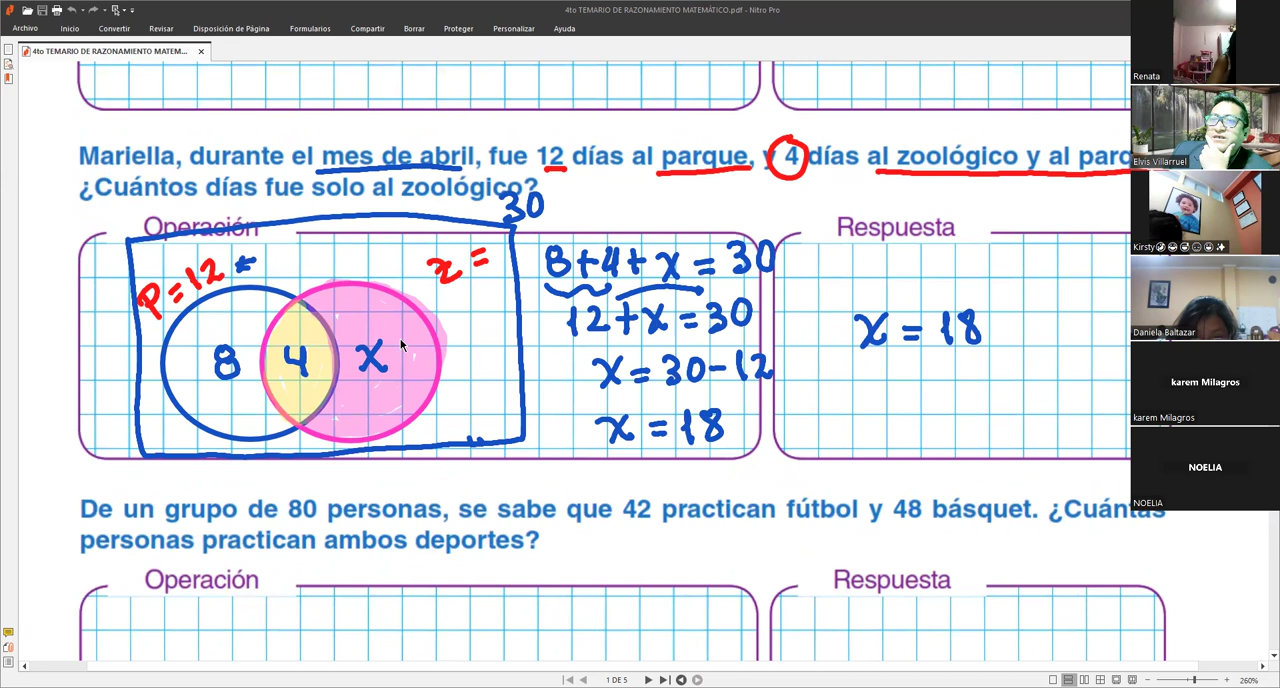 4to TEMARIO DE RAZONAMIENTO MATEMÁTICO.pdf - Nitro Pro
Archivo Inicio Convertir Revisar Disposición de Página Formularios Compartir Borrar Proteger Personalizar Ayuda
4to TEMARIO DE RAZONAMIENTO MATEM... ×
Mariella, durante el mes de abril, fue 12 días al parque, y 4 días al zoológico y al parq
¿Cuántos días fue solo al zoológico?
30
Operación
P = 12
z =
8 4 x
8 + 4 + x = 30
12 + x = 30
x = 30 - 12
x = 18
Respuesta
x = 18
De un grupo de 80 personas, se sabe que 42 practican fútbol y 48 básquet. ¿Cuántas
personas practican ambos deportes?
Operación
Respuesta
Renata
Elvis Villarruel
Kirsty
Daniela Baltazar
karem Milagros
karem Milagros
NOELIA
NOELIA
1 DE 5
260%